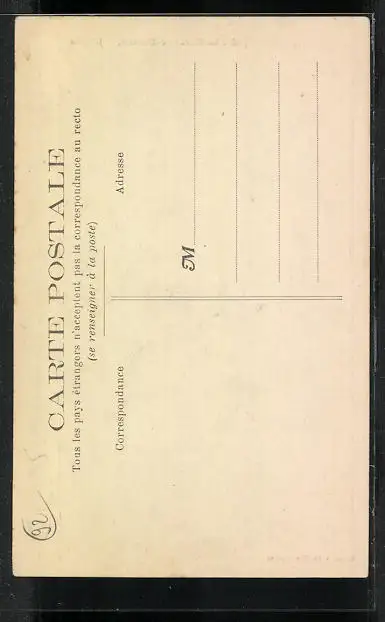 CARTE POSTALE
Tous les pays étrangers n'acceptent pas la correspondance au recto
(se renseigner à la poste)
Correspondance
Adresse
M
92